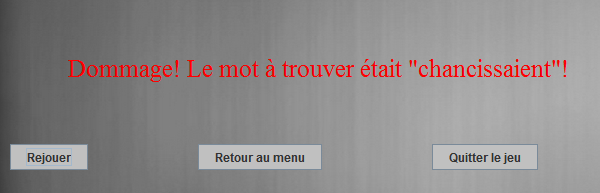 Dommage! Le mot à trouver était "chancissaient"!
Rejouer Retour au menu Quitter le jeu